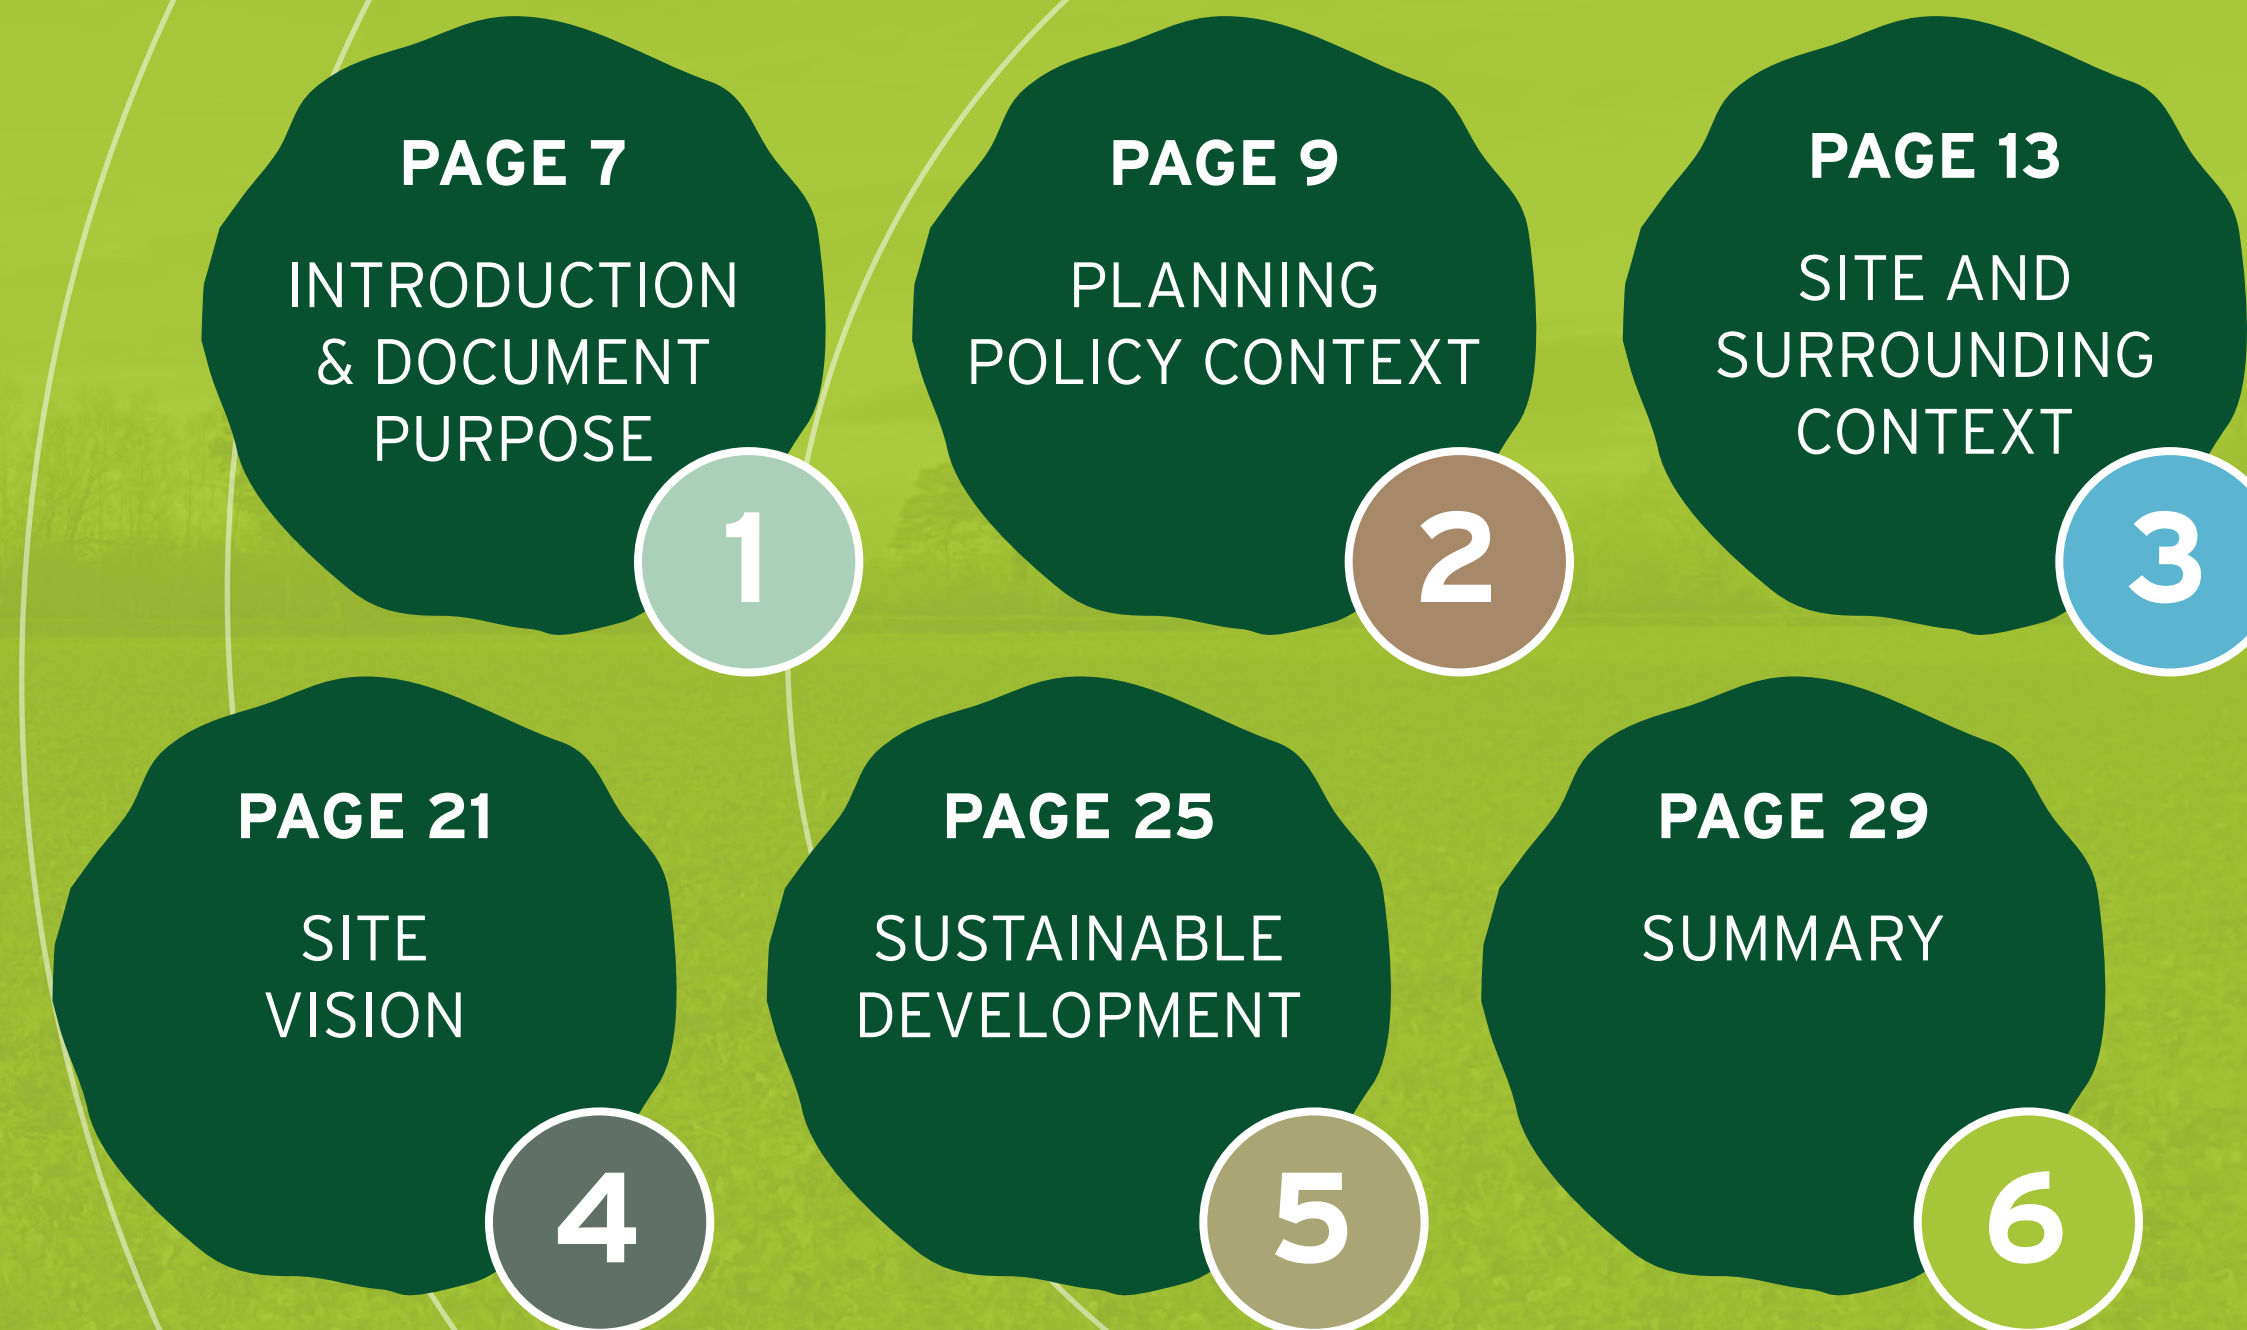 PAGE 7
INTRODUCTION
& DOCUMENT
PURPOSE
1
PAGE 9
PLANNING
POLICY CONTEXT
2
PAGE 13
SITE AND
SURROUNDING
CONTEXT
3
PAGE 21
SITE
VISION
4
PAGE 25
SUSTAINABLE
DEVELOPMENT
5
PAGE 29
SUMMARY
6